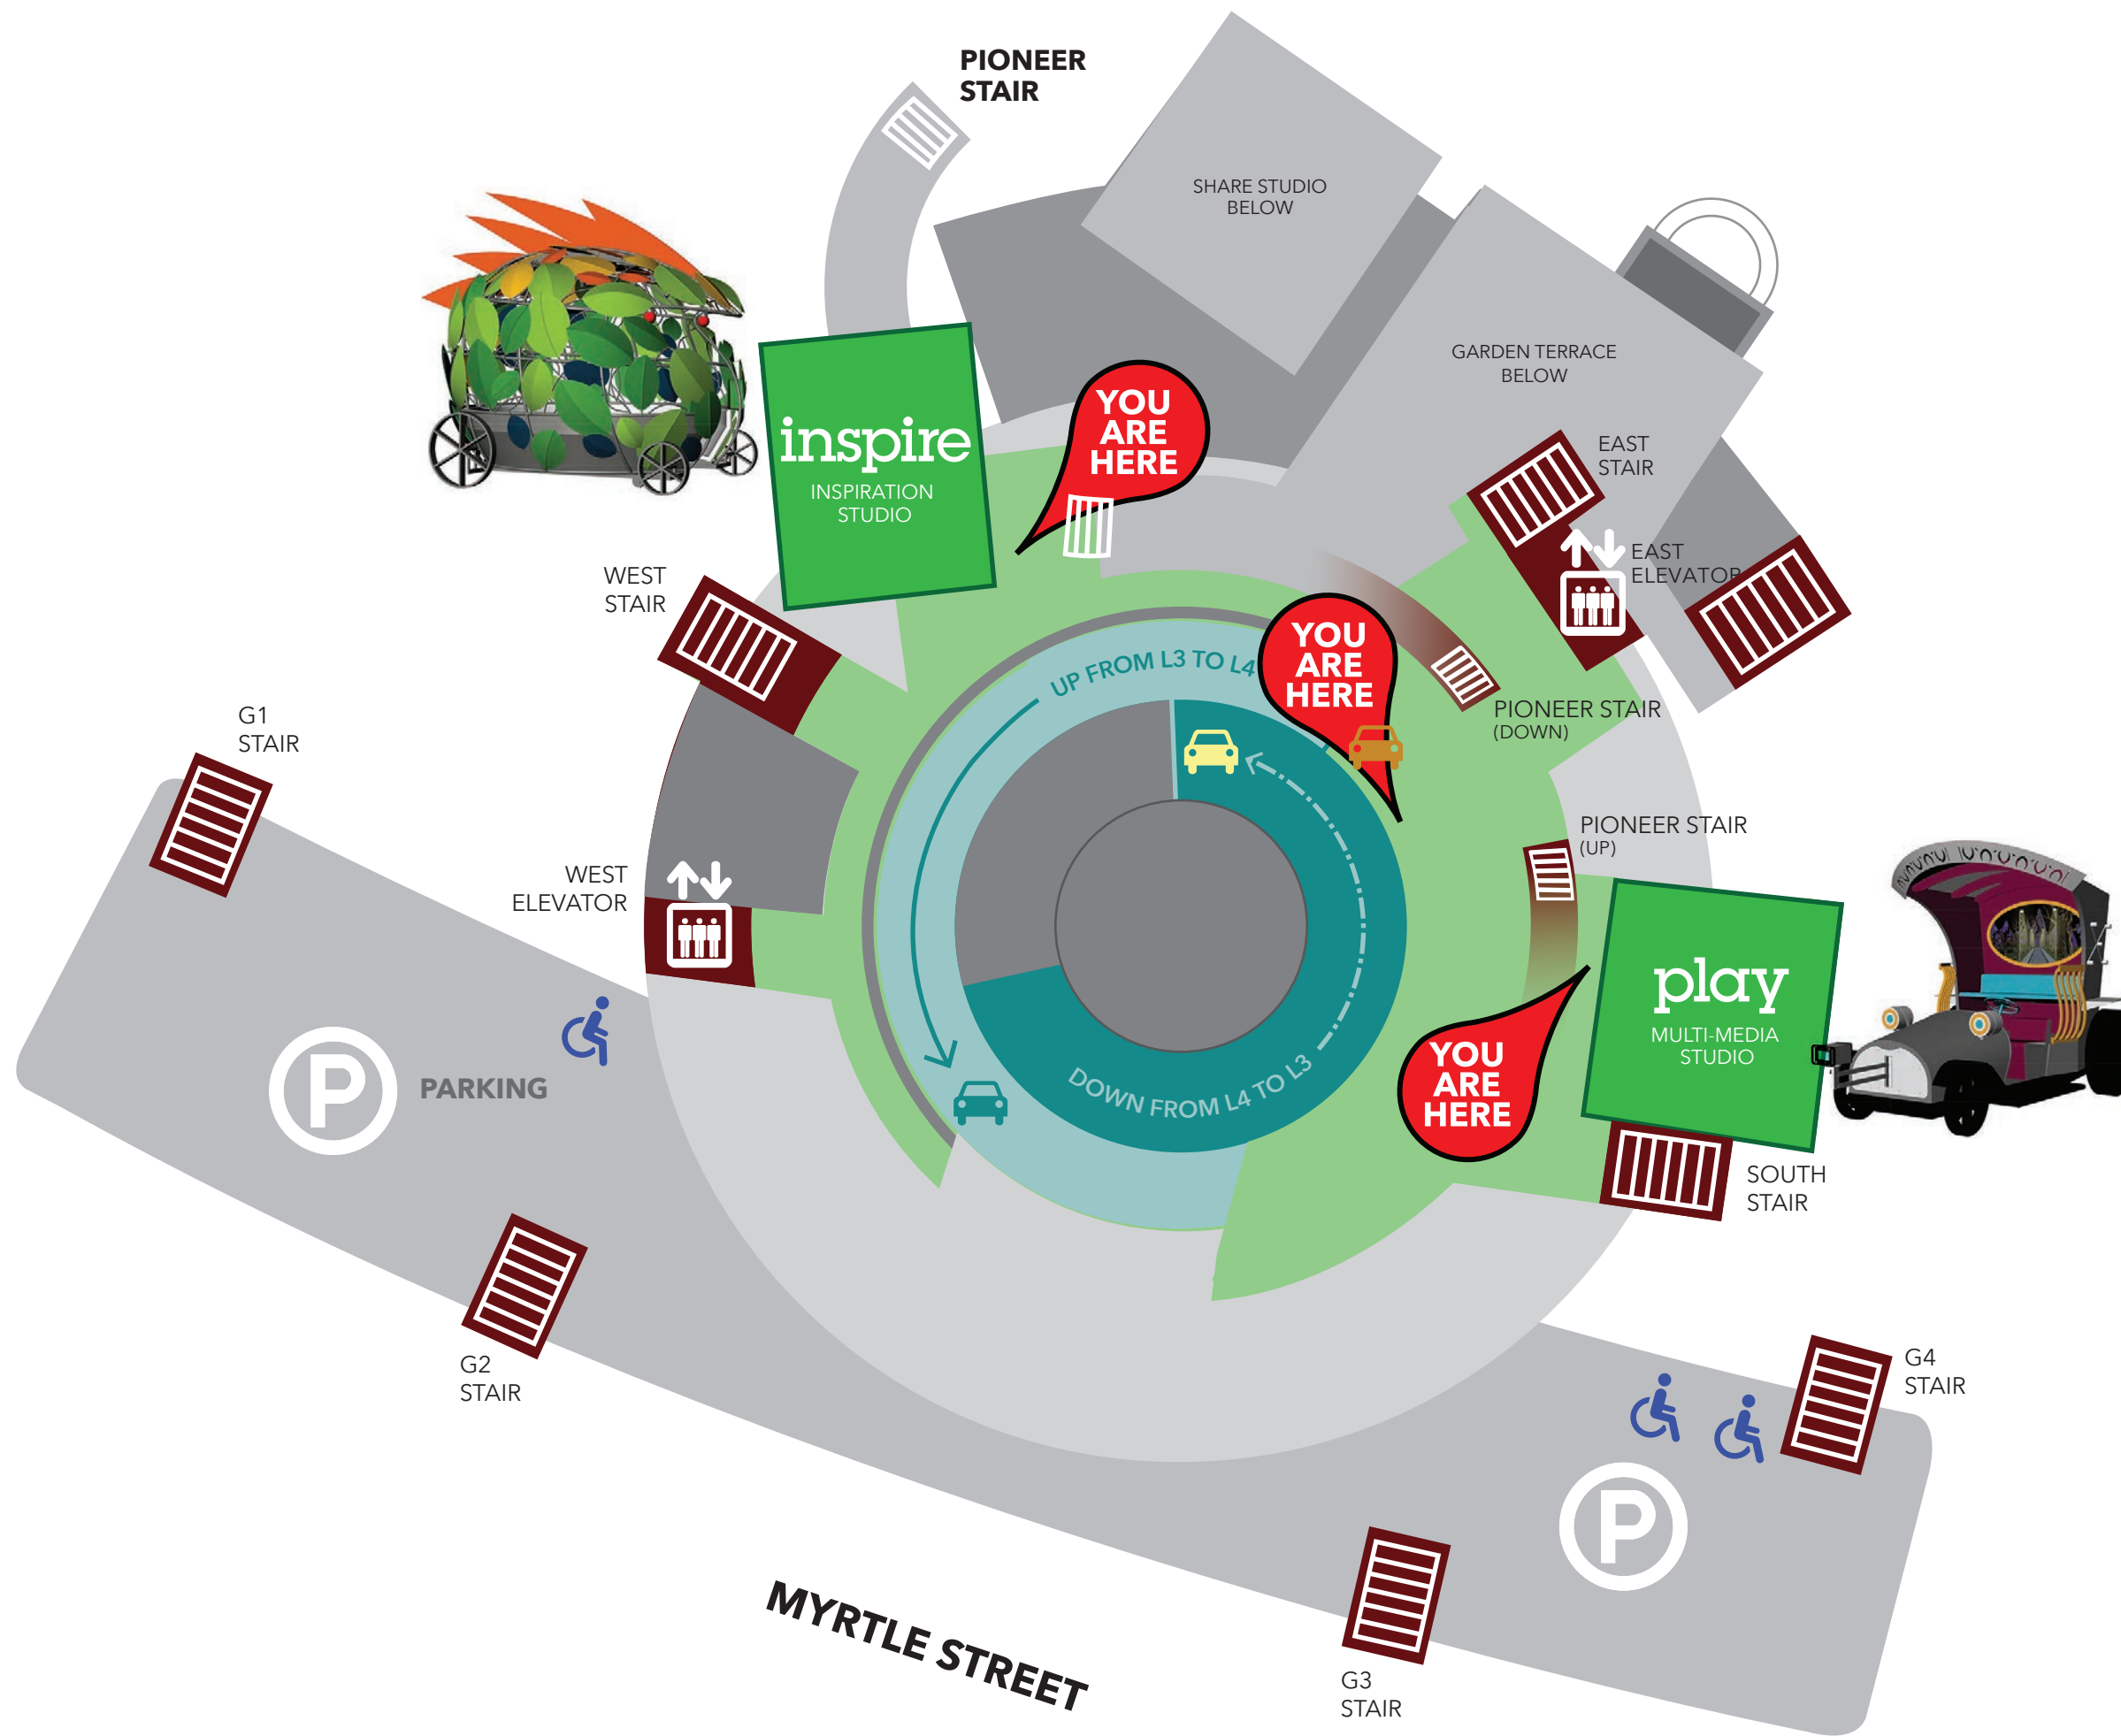 PIONEER
STAIR
SHARE STUDIO
BELOW
GARDEN TERRACE
BELOW
YOU
ARE
HERE
inspire
INSPIRATION
STUDIO
EAST
STAIR
EAST
ELEVATOR
WEST
STAIR
YOU
ARE
HERE
UP FROM L3 TO L4
PIONEER STAIR
(DOWN)
G1
STAIR
PIONEER STAIR
(UP)
WEST
ELEVATOR
play
MULTI-MEDIA
STUDIO
YOU
ARE
HERE
DOWN FROM L4 TO L3
P
PARKING
SOUTH
STAIR
G2
STAIR
G4
STAIR
P
MYRTLE STREET
G3
STAIR